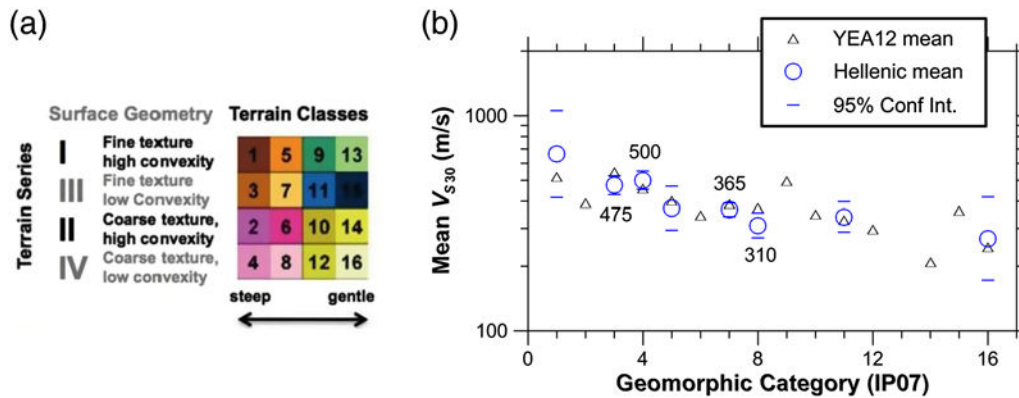 (a)
Surface Geometry Terrain Classes
Terrain Series
I Fine texture high convexity
III Fine texture low Convexity
II Coarse texture, high convexity
IV Coarse texture, low convexity
1 5 9 13
3 7 11
2 6 10 14
4 8 12 16
steep gentle
(b)
YEA12 mean
Hellenic mean
95% Conf Int.
Mean VS30 (m/s)
1000
100
500
475
365
310
0 4 8 12 16
Geomorphic Category (IP07)